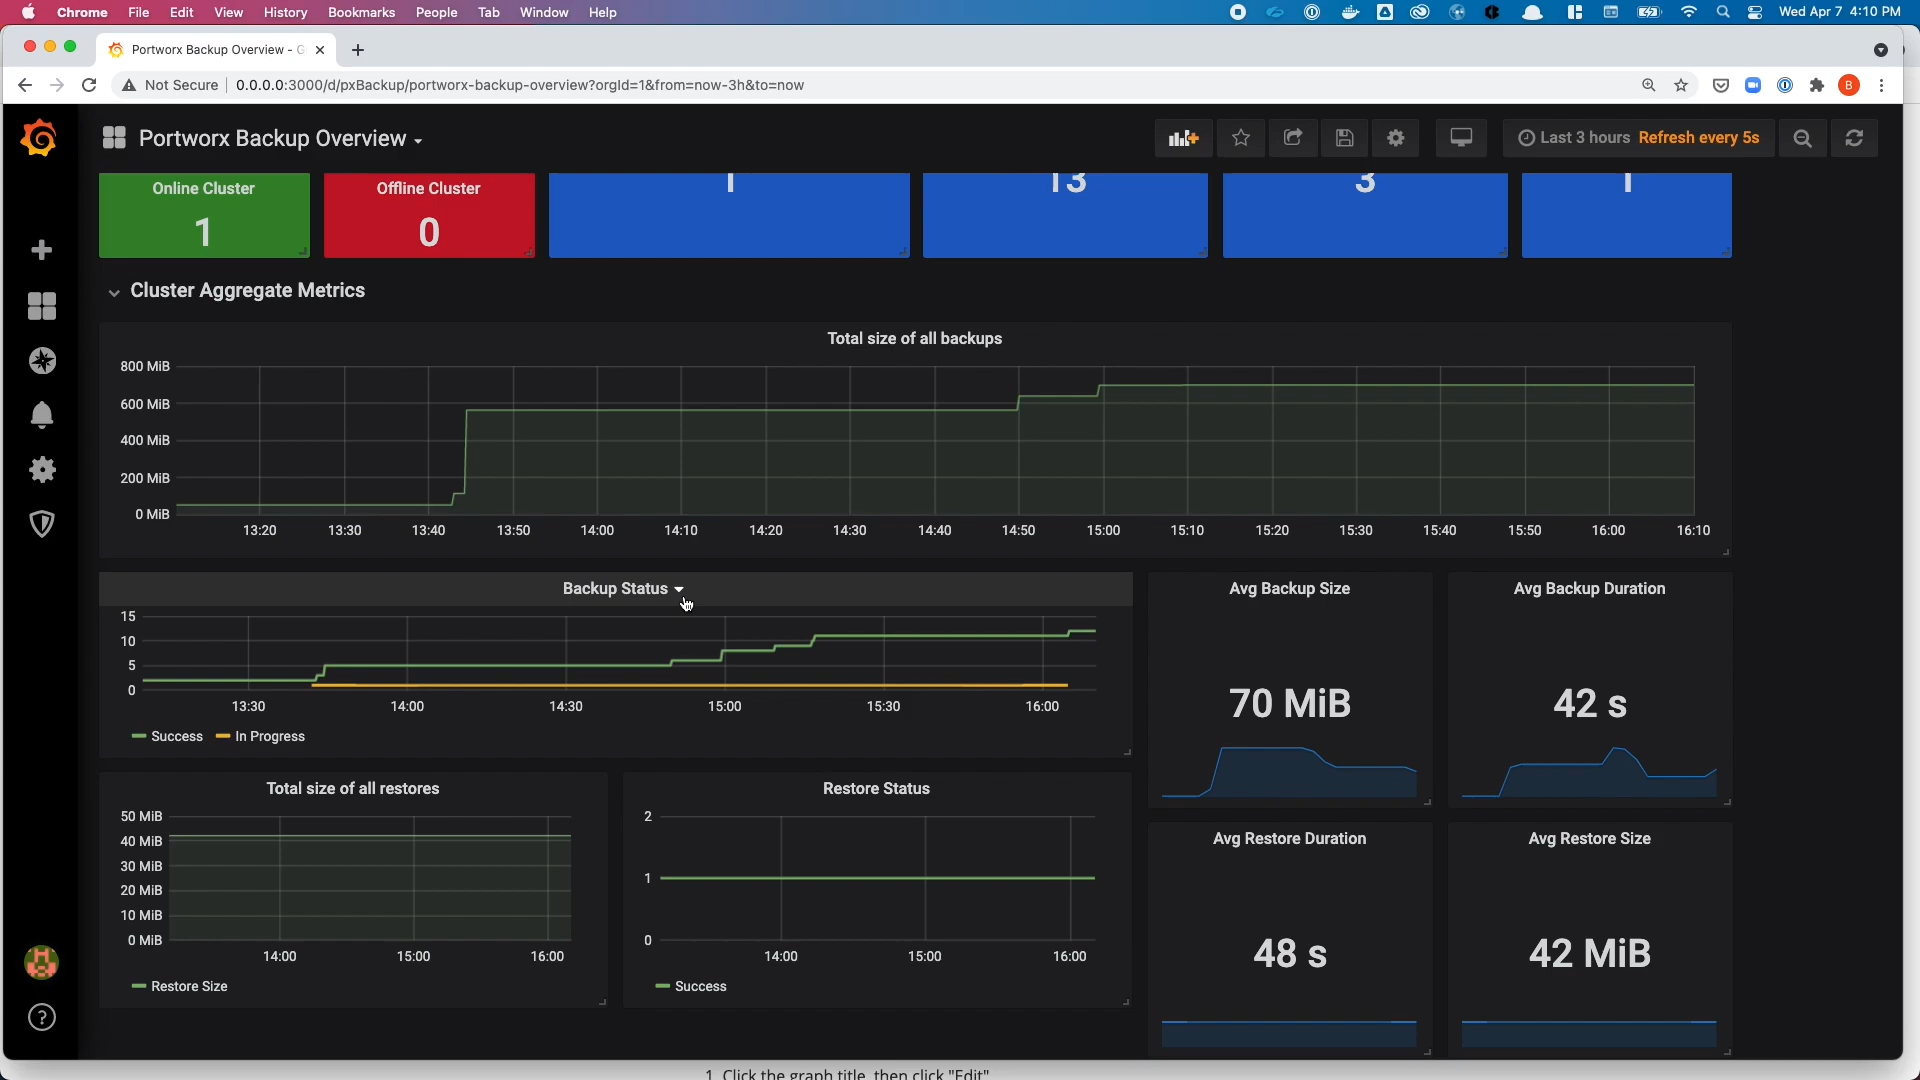 Chrome File Edit View History Bookmarks People Tab Window Help Wed Apr 7 4:10 PM
Portworx Backup Overview - G
Not Secure 0.0.0.0:3000/d/pxBackup/portworx-backup-overview?orgId=1&from=now-3h&to=now B
Portworx Backup Overview Last 3 hours Refresh every 5s
Online Cluster Offline Cluster 1 13 3 1
1 0
Cluster Aggregate Metrics
Total size of all backups
800 MiB
600 MiB
400 MiB
200 MiB
0 MiB
13:20 13:30 13:40 13:50 14:00 14:10 14:20 14:30 14:40 14:50 15:00 15:10 15:20 15:30 15:40 15:50 16:00 16:10
Backup Status
15
10
5
0
13:30 14:00 14:30 15:00 15:30 16:00
Success In Progress
Avg Backup Size
70 MiB
Avg Backup Duration
42 s
Total size of all restores
50 MiB
40 MiB
30 MiB
20 MiB
10 MiB
0 MiB
14:00 15:00 16:00
Restore Size
Restore Status
2
1
0
14:00 15:00 16:00
Success
Avg Restore Duration
48 s
Avg Restore Size
42 MiB
1. Click the graph title, then click "Edit"